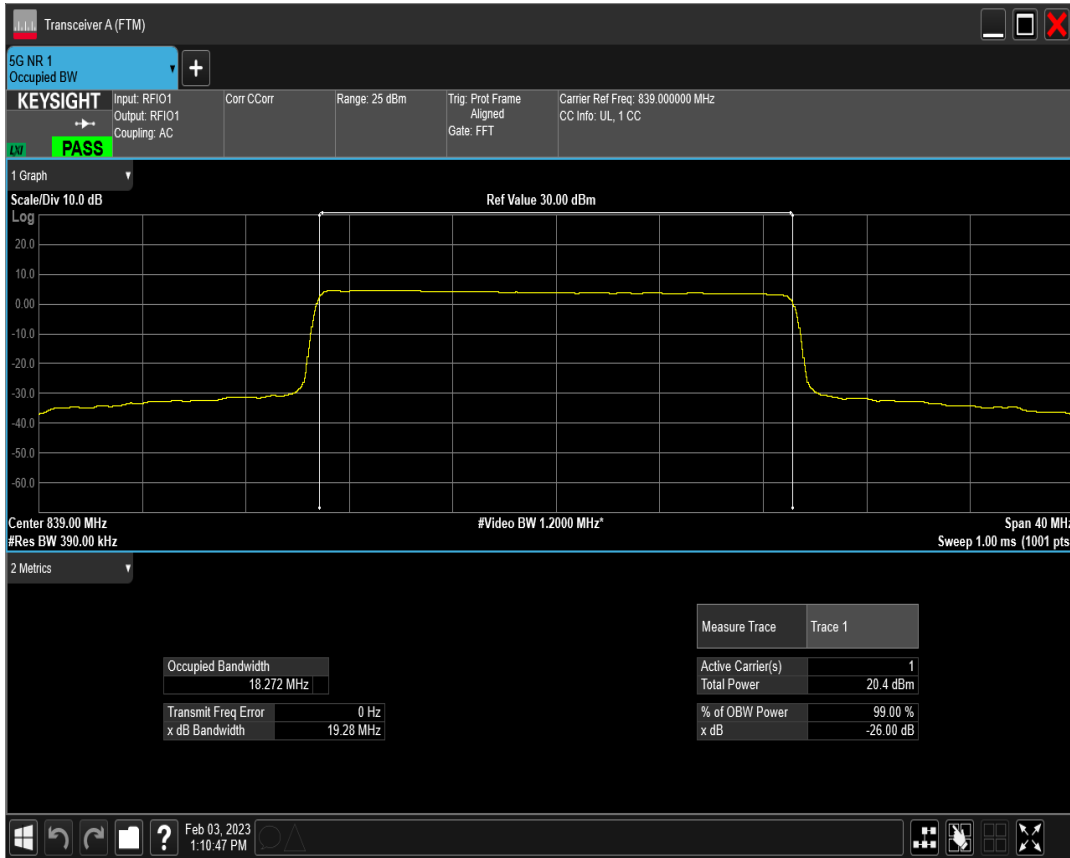 Transceiver A (FTM)
5G NR 1
Occupied BW
+
KEYSIGHT
Input: RFIO1
Output: RFIO1
Coupling: AC
Corr CCorr
Range: 25 dBm
Trig: Prot Frame
Aligned
Gate: FFT
Carrier Ref Freq: 839.000000 MHz
CC Info: UL, 1 CC
LXI
PASS
1 Graph
Scale/Div 10.0 dB
Ref Value 30.00 dBm
Log
20.0
10.0
0.00
-10.0
-20.0
-30.0
-40.0
-50.0
-60.0
Center 839.00 MHz
#Video BW 1.2000 MHz*
Span 40 MHz
#Res BW 390.00 kHz
Sweep 1.00 ms (1001 pts
2 Metrics
Measure Trace Trace 1
Occupied Bandwidth
18.272 MHz
Active Carrier(s) 1
Total Power 20.4 dBm
Transmit Freq Error 0 Hz
x dB Bandwidth 19.28 MHz
% of OBW Power 99.00 %
x dB -26.00 dB
?
Feb 03, 2023
1:10:47 PM